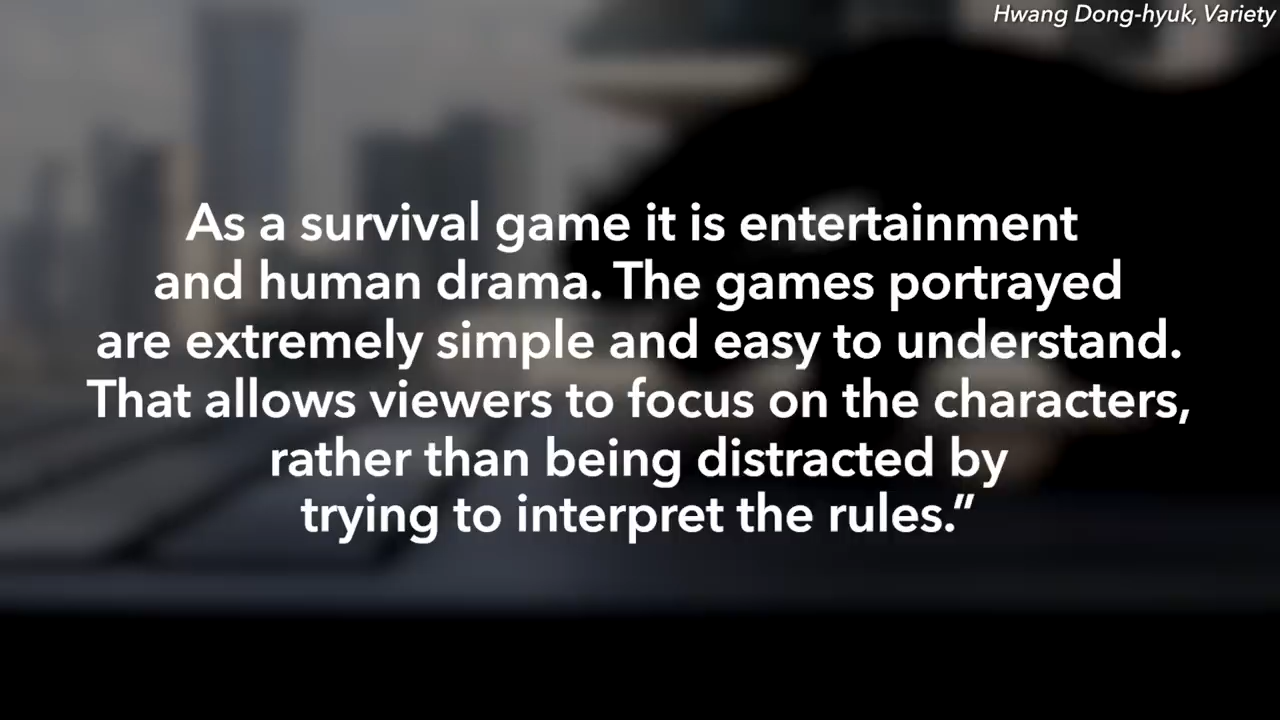 Hwang Dong-hyuk, Variety
As a survival game it is entertainment
and human drama. The games portrayed
are extremely simple and easy to understand.
That allows viewers to focus on the characters,
rather than being distracted by
trying to interpret the rules.”